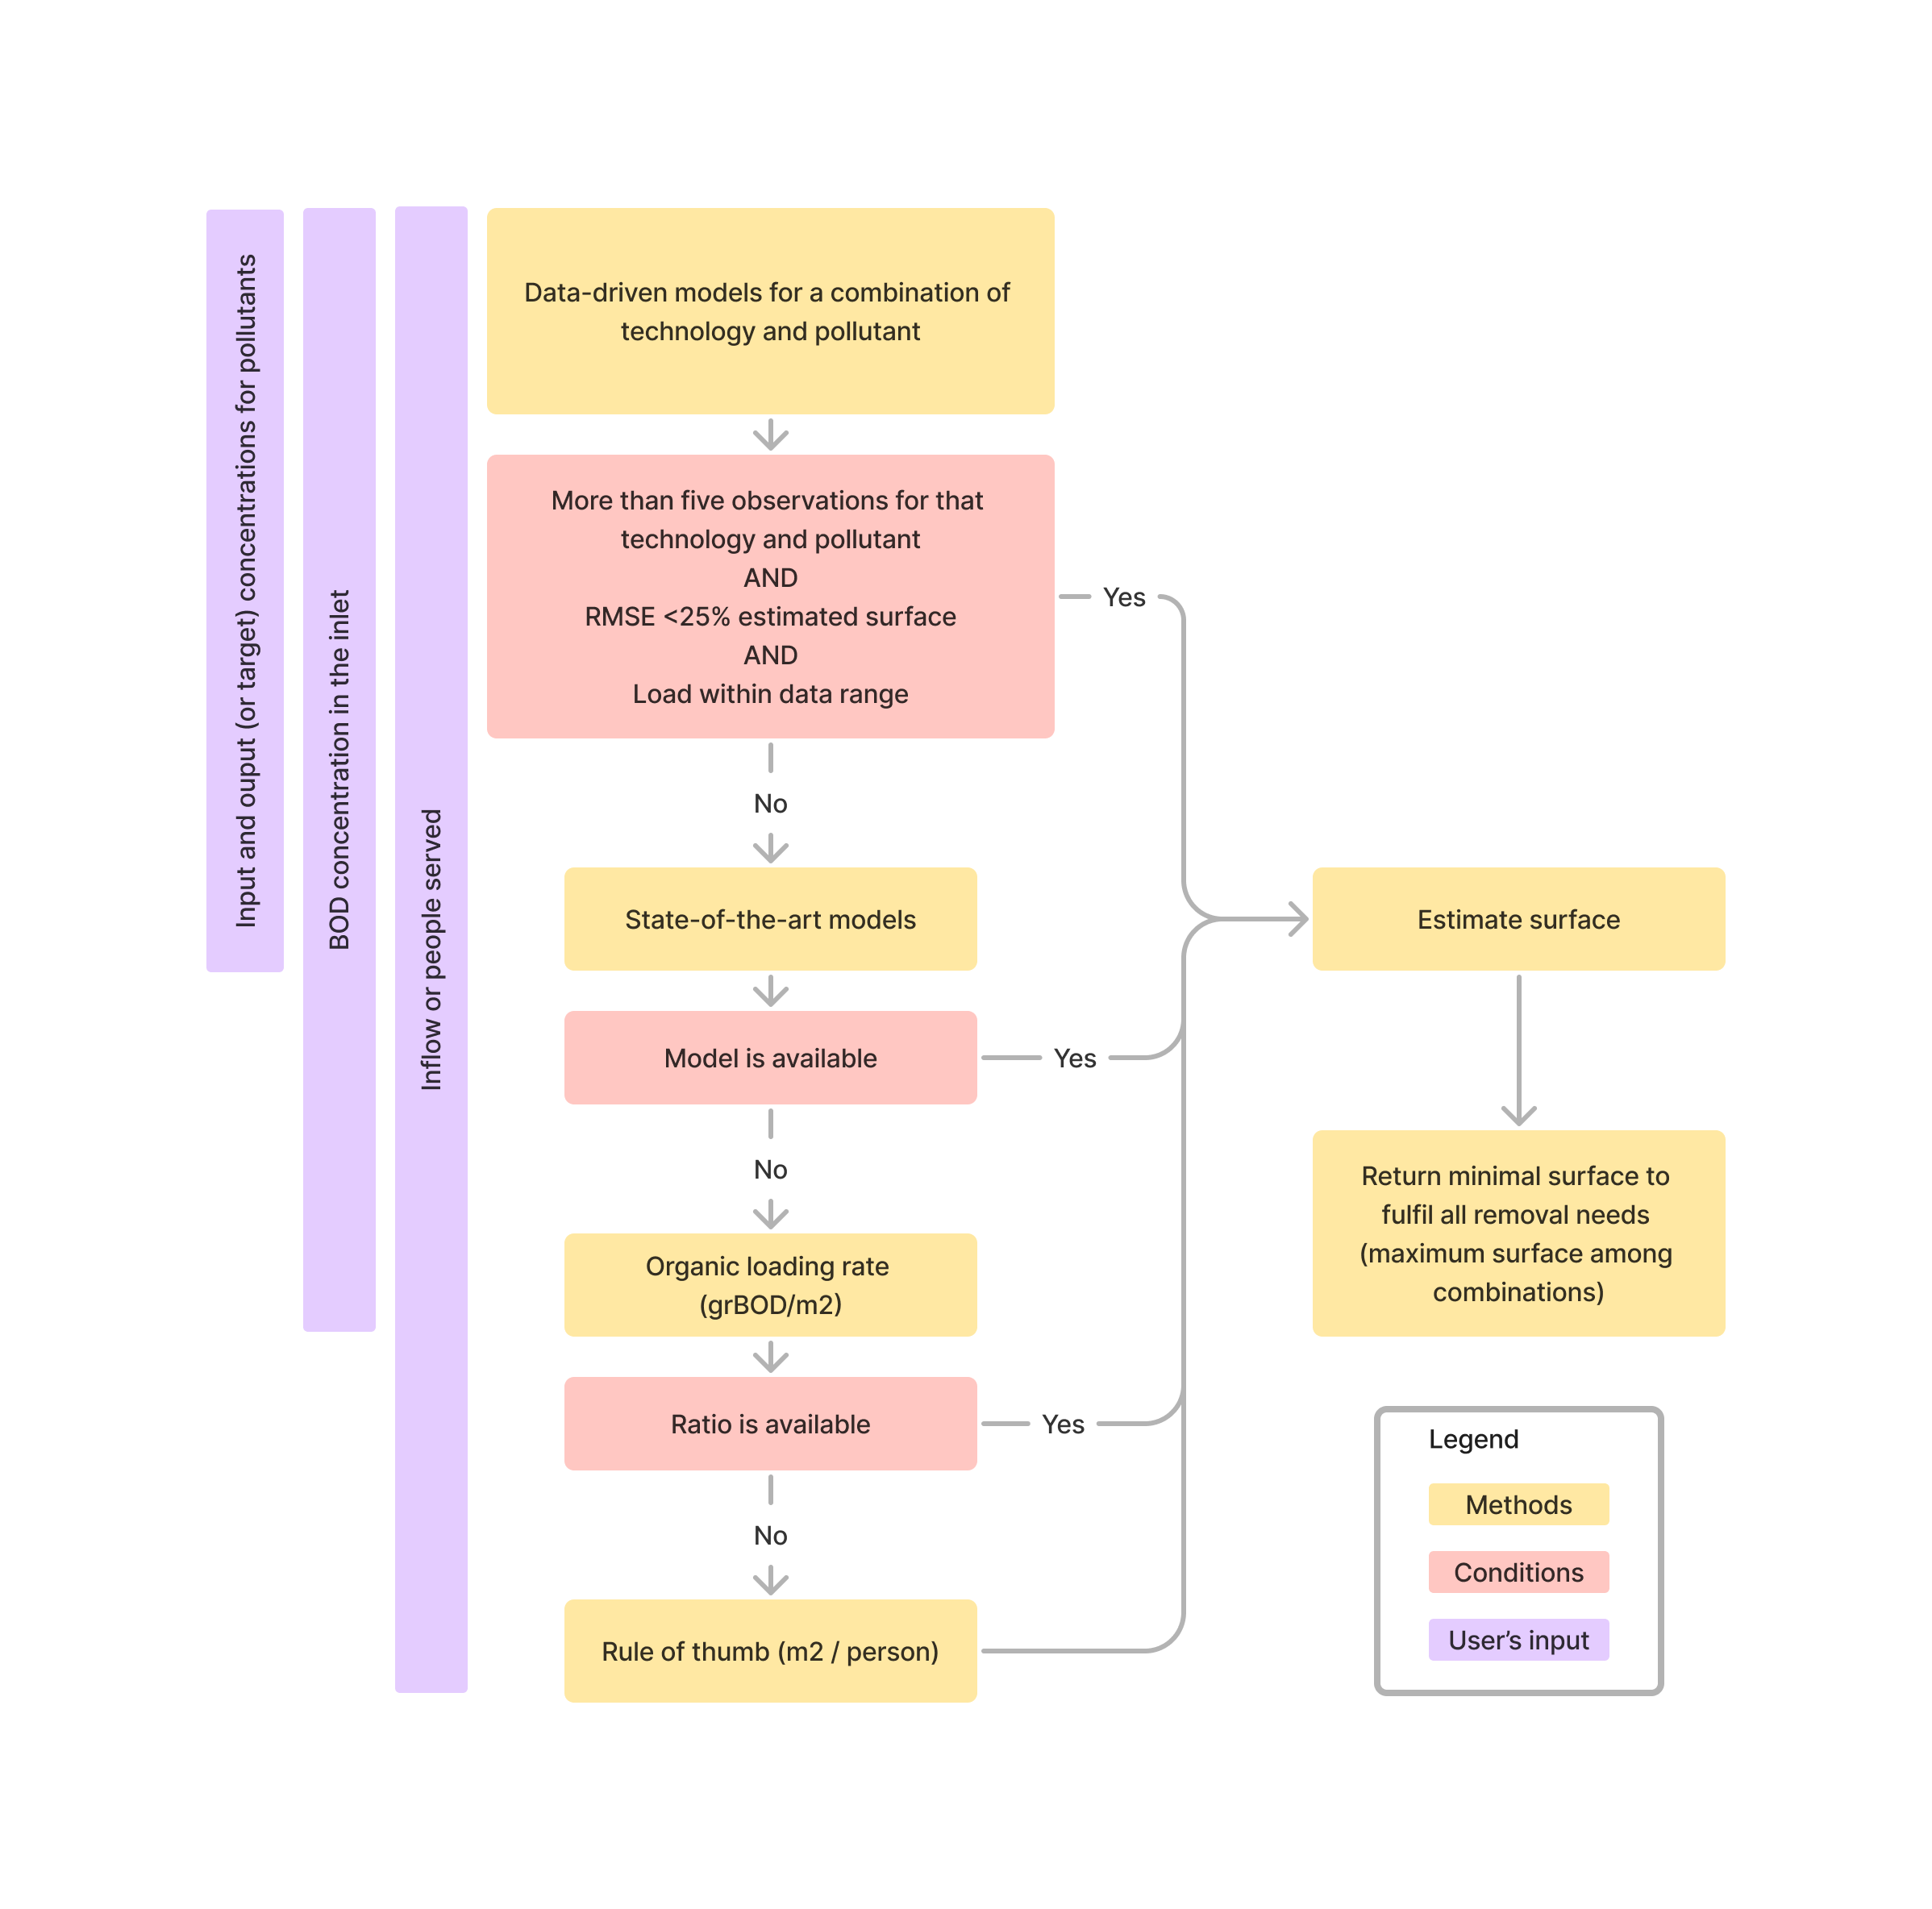 Input and ouput (or target) concentrations for pollutants
BOD concentration in the inlet
Inflow or people served
Data-driven models for a combination of
technology and pollutant
More than five observations for that
technology and pollutant
AND
RMSE <25% estimated surface
AND
Load within data range
Yes
No
State-of-the-art models
Estimate surface
Model is available
Yes
No
Return minimal surface to
fulfil all removal needs
(maximum surface among
combinations)
Organic loading rate
(grBOD/m2)
Ratio is available
Yes
No
Rule of thumb (m2 / person)
Legend
Methods
Conditions
User’s input